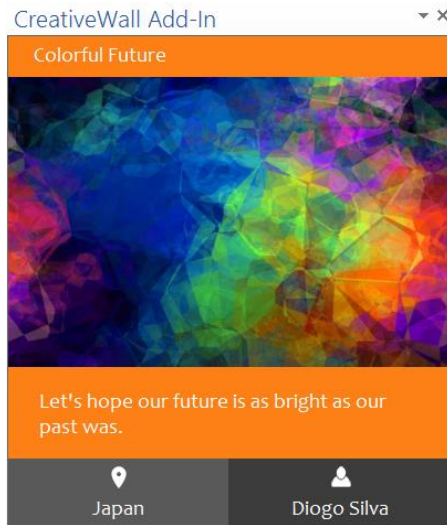 CreativeWall Add-In
Colorful Future
Let's hope our future is as bright as our
past was.
Japan
Diogo Silva